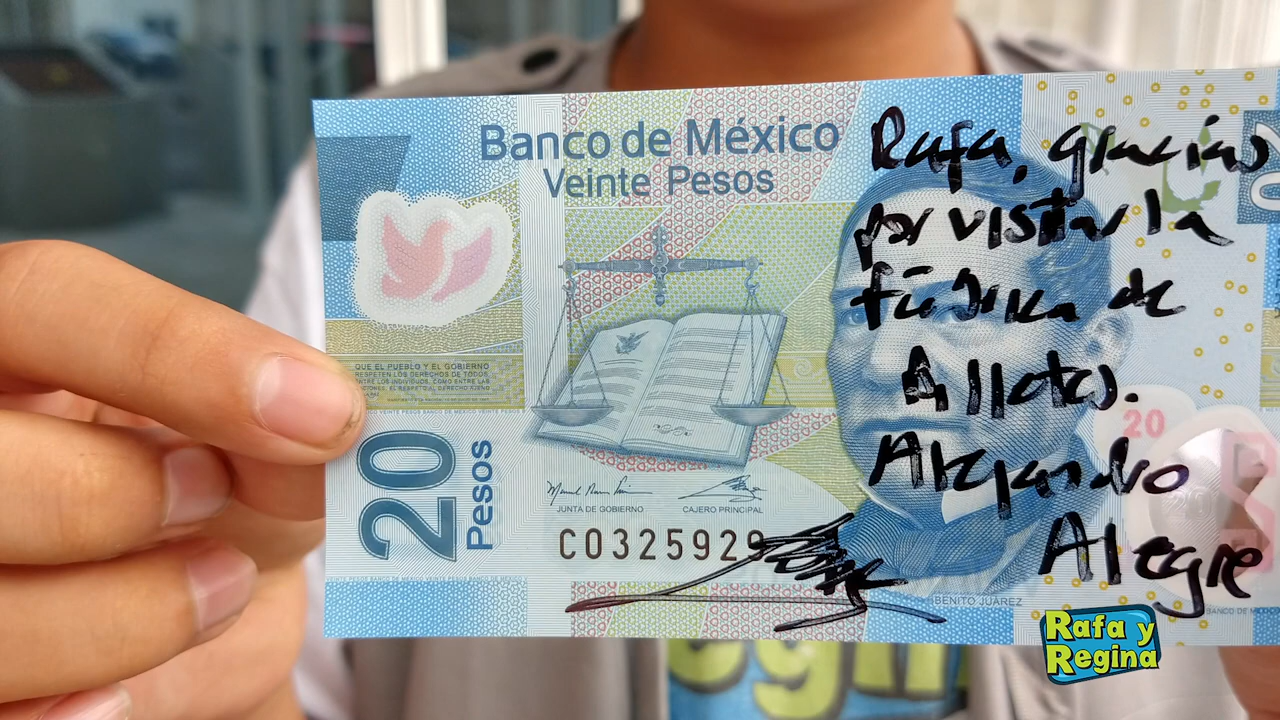 Banco de México
Veinte Pesos
Rafa, gracias
por visitar la
fábrica de
billetes.
Alejandro
Alegre
QUE EL PUEBLO Y EL GOBIERNO
RESPETEN LOS DERECHOS DE TODOS.
ENTRE LOS INDIVIDUOS, COMO ENTRE LAS
NACIONES, EL RESPETO AL DERECHO AJENO
20
Pesos
20
JUNTA DE GOBIERNO
CAJERO PRINCIPAL
C0325929
BENITO JUÁREZ
BANCO DE M
Rafa y
Regina